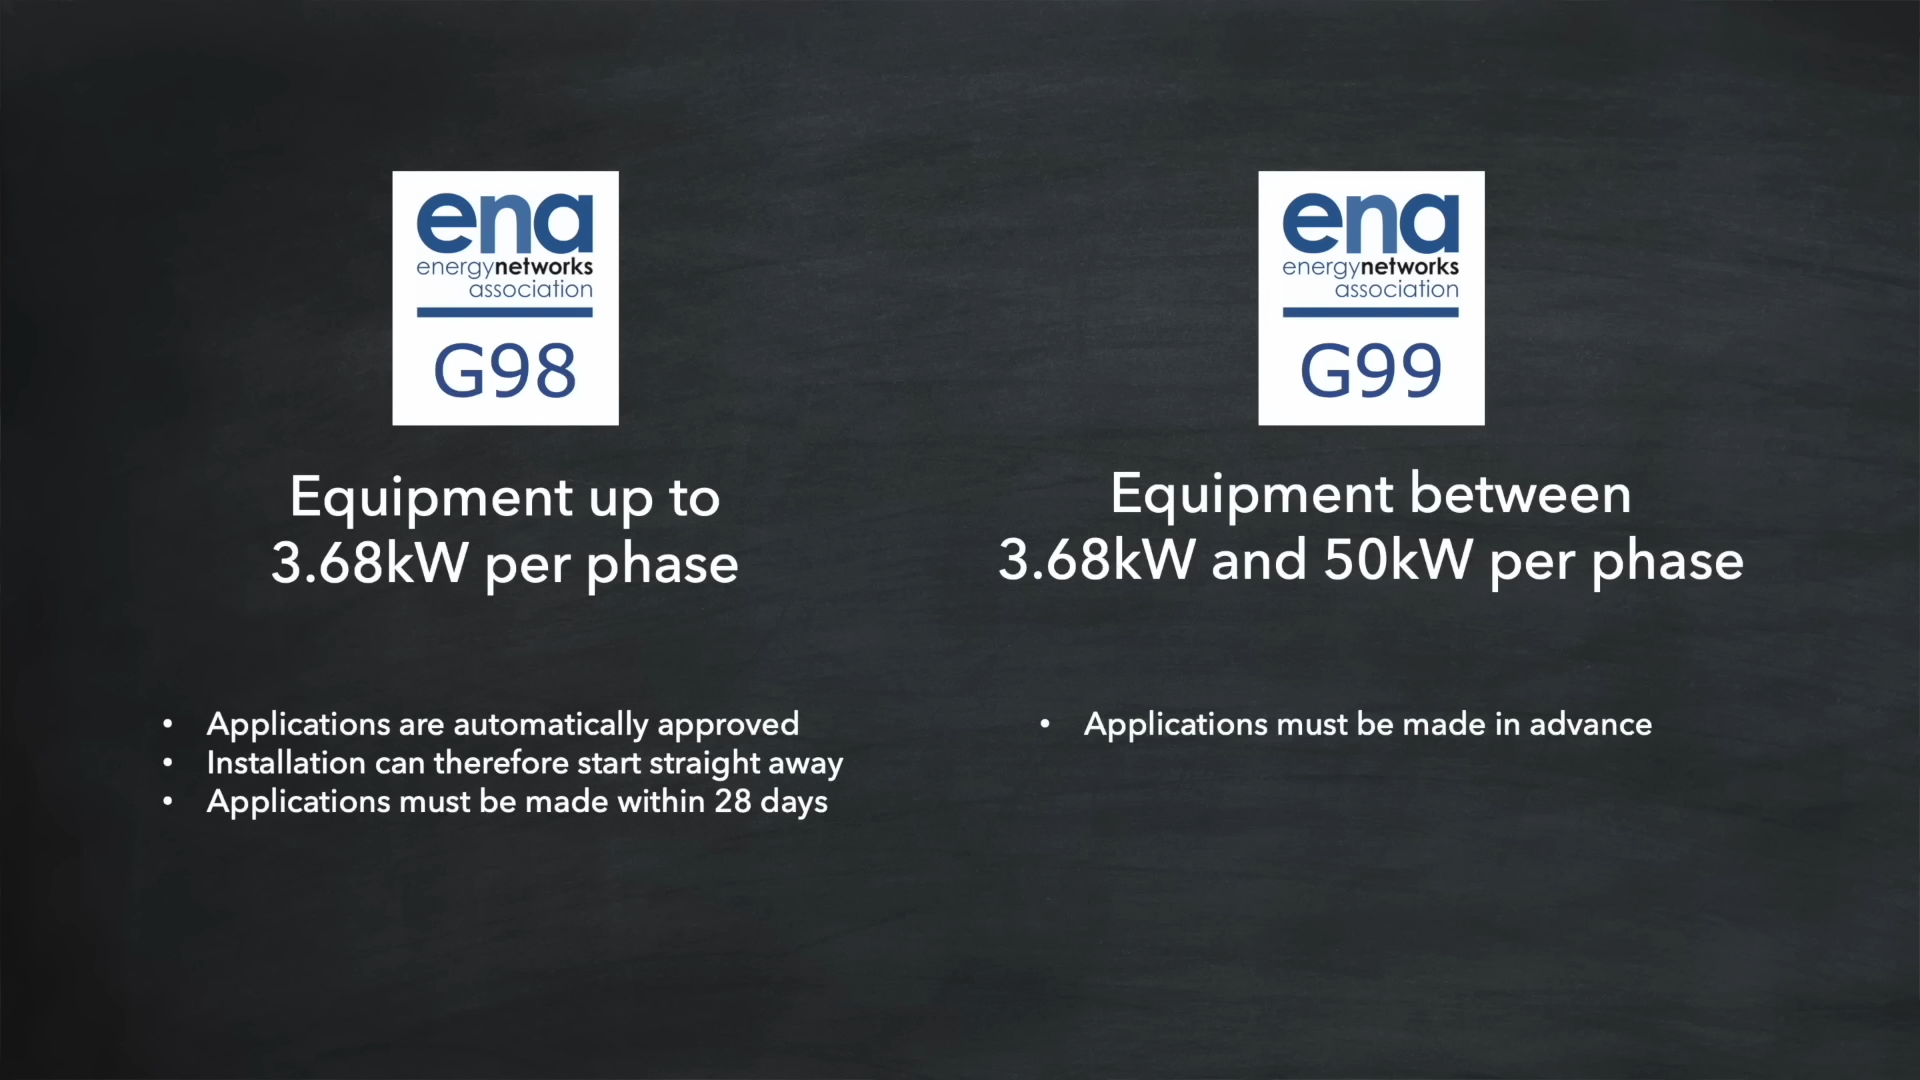 ena
energynetworks
association
G98
Equipment up to
3.68kW per phase
• Applications are automatically approved
• Installation can therefore start straight away
• Applications must be made within 28 days
ena
energynetworks
association
G99
Equipment between
3.68kW and 50kW per phase
• Applications must be made in advance